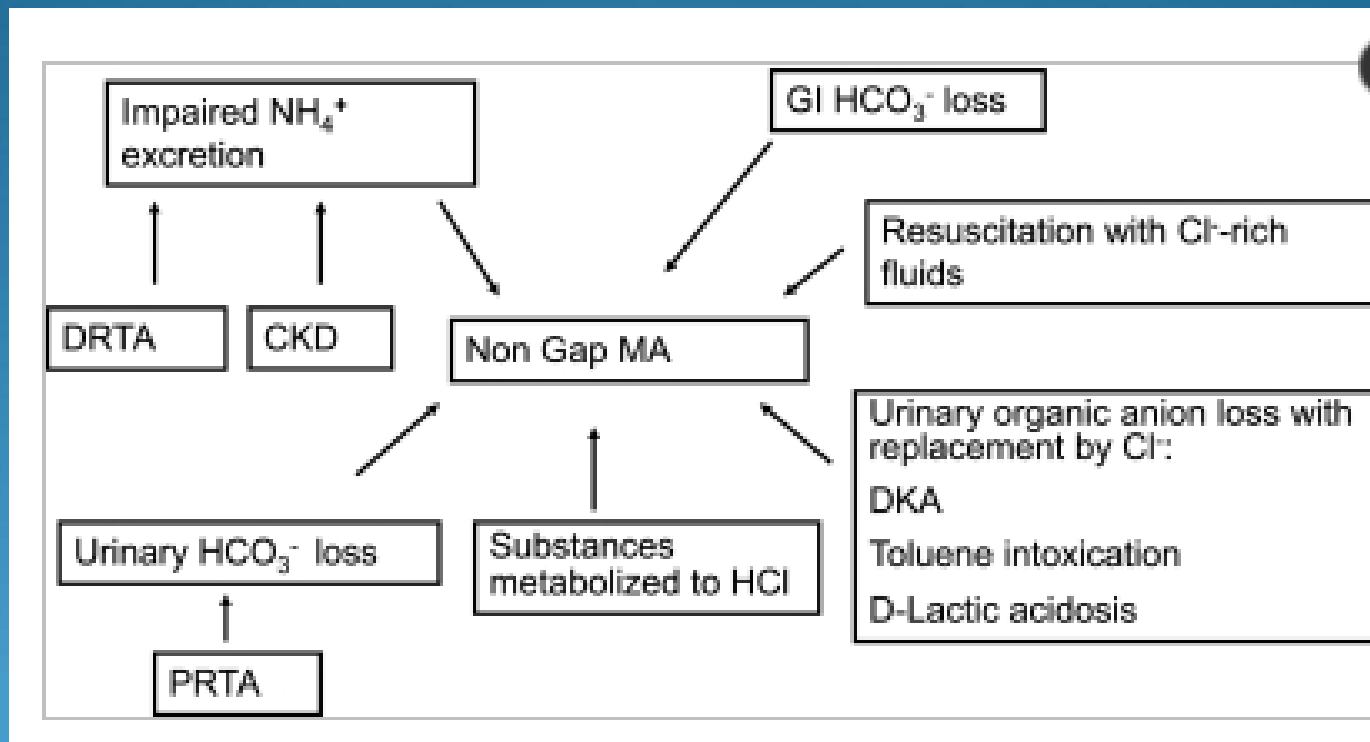 Impaired NH₄⁺
excretion
GI HCO₃⁻ loss
Resuscitation with Cl⁻-rich
fluids
DRTA
CKD
Non Gap MA
Urinary organic anion loss with
replacement by Cl⁻:
DKA
Toluene intoxication
D-Lactic acidosis
Urinary HCO₃⁻ loss
Substances
metabolized to HCl
PRTA